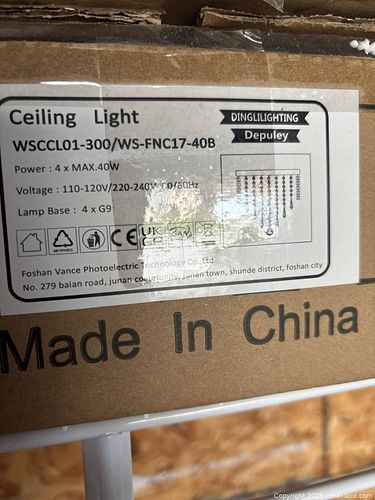 Ceiling Light
DINGLILIGHTING
WSCCL01-300/WS-FNC17-40B
Depuley
Power : 4 x MAX.40W
Voltage : 110-120V/220-240V 50/60Hz
Lamp Base : 4 x G9
CE UK CA
Foshan Vance Photoelectric Technology Co.,Ltd
No. 279 baian road, junan community, junan town, shunde district, foshan city
Made In China